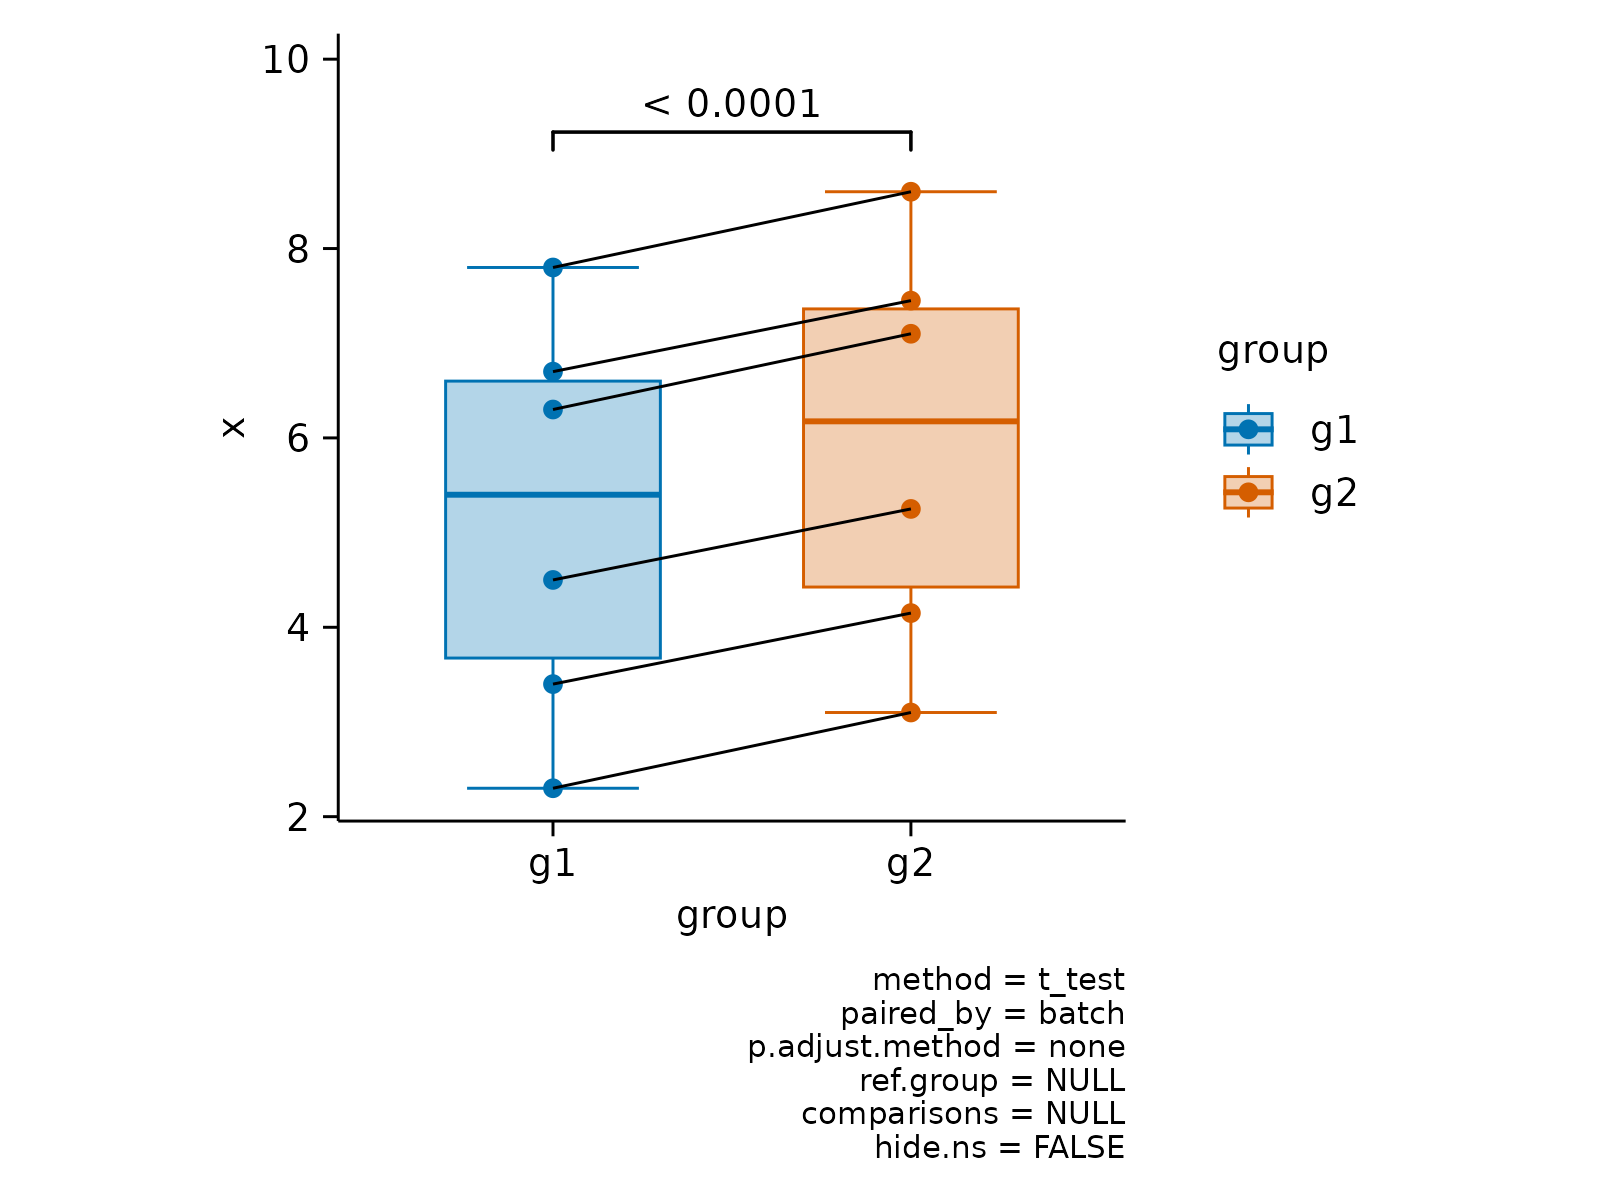 10
< 0.0001
8
6
4
2
x
g1
g2
group
group
g1
g2
method = t_test
paired_by = batch
p.adjust.method = none
ref.group = NULL
comparisons = NULL
hide.ns = FALSE